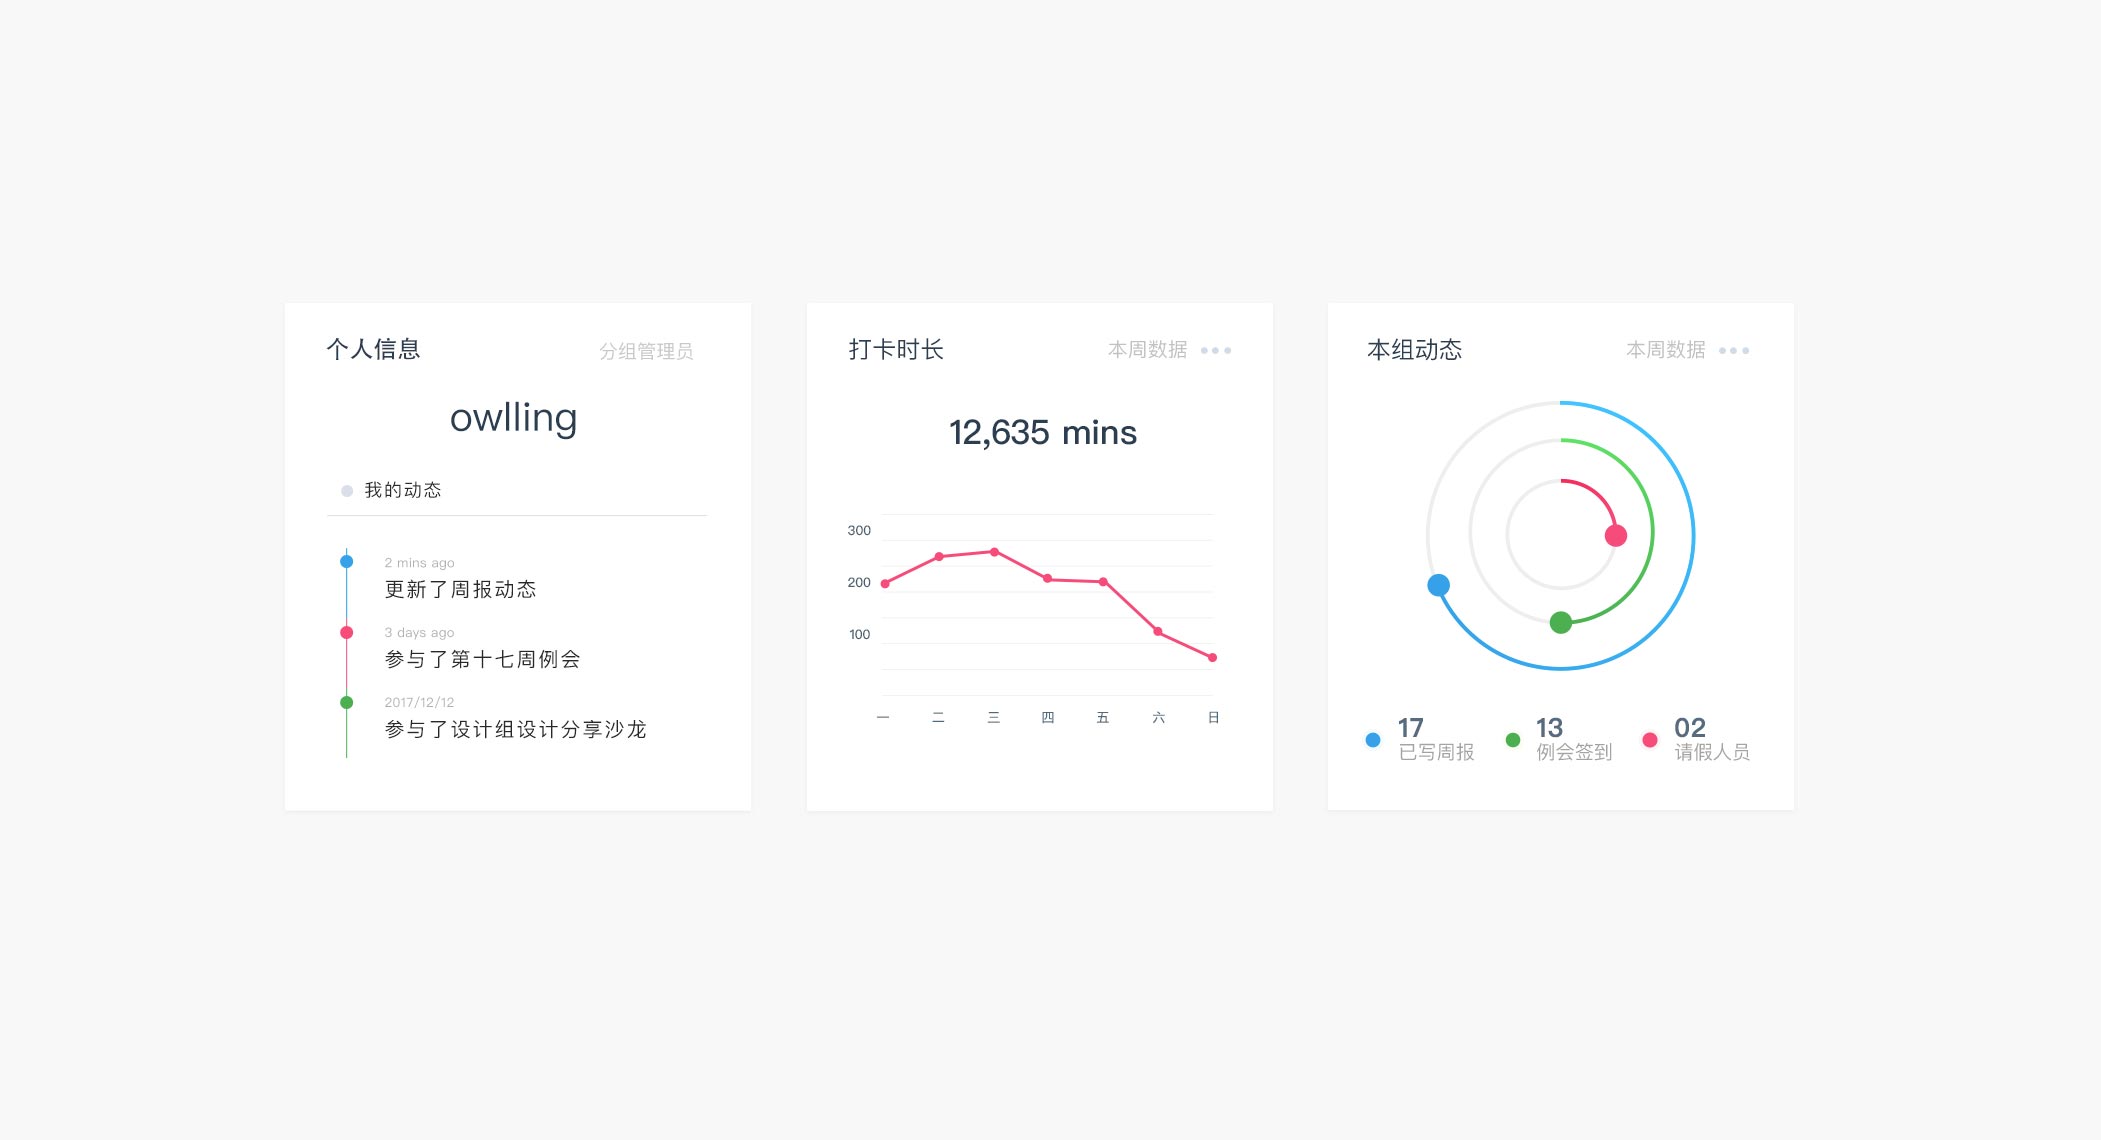 个人信息 分组管理员
owlling
我的动态
2 mins ago
更新了周报动态
3 days ago
参与了第十七周例会
2017/12/12
参与了设计组设计分享沙龙
打卡时长 本周数据
12,635 mins
300
200
100
一 二 三 四 五 六 日
本组动态 本周数据
17
已写周报
13
例会签到
02
请假人员